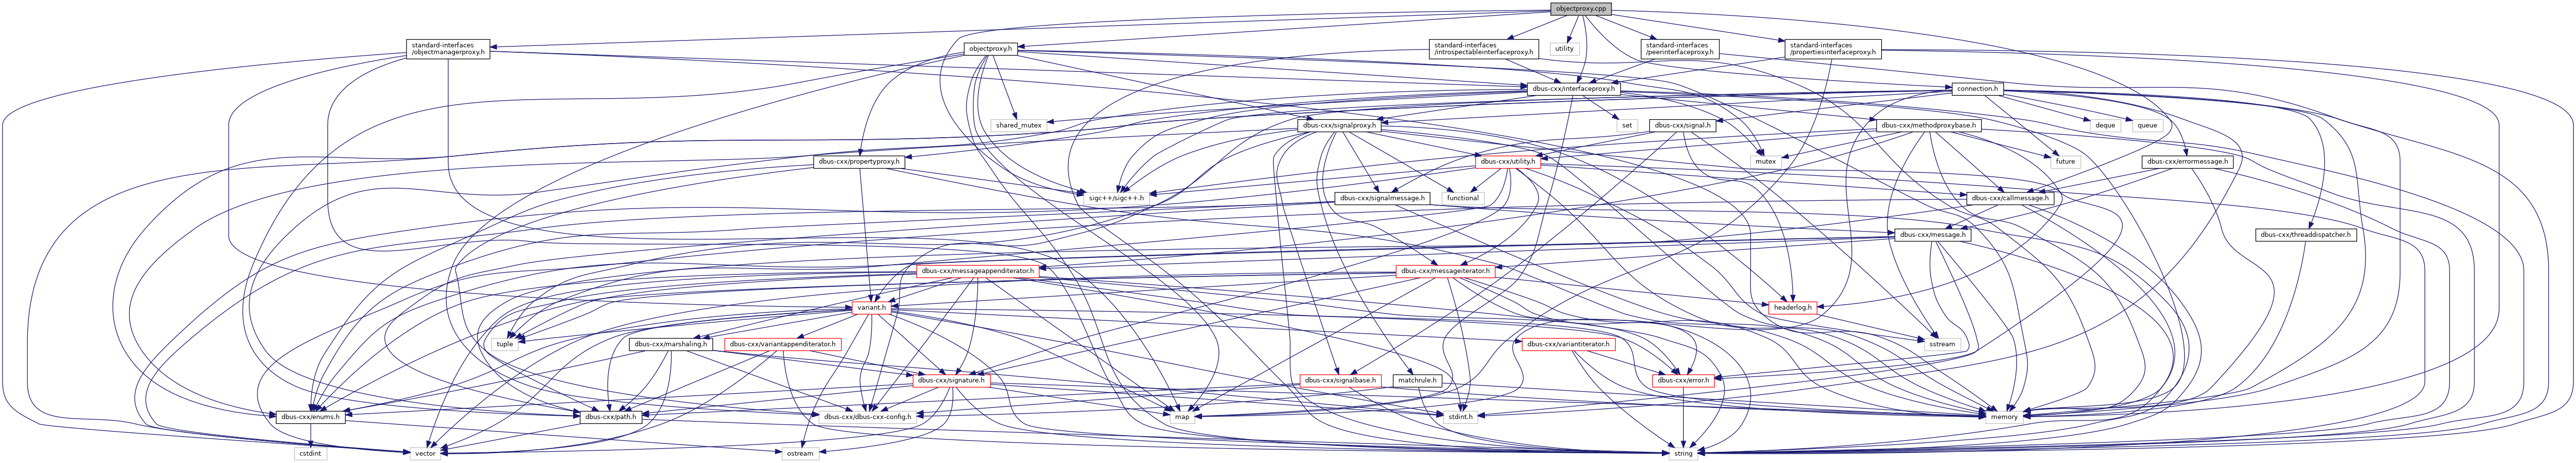 objectproxy.cpp
standard-interfaces
/objectmanagerproxy.h
objectproxy.h
standard-interfaces
/introspectableinterfaceproxy.h
utility
standard-interfaces
/peerinterfaceproxy.h
standard-interfaces
/propertiesinterfaceproxy.h
dbus-cxx/interfaceproxy.h
connection.h
shared_mutex
dbus-cxx/signalproxy.h
set
dbus-cxx/signal.h
dbus-cxx/methodproxybase.h
deque
queue
dbus-cxx/propertyproxy.h
dbus-cxx/utility.h
mutex
future
dbus-cxx/errormessage.h
sigc++/sigc++.h
functional
dbus-cxx/signalmessage.h
dbus-cxx/callmessage.h
dbus-cxx/message.h
dbus-cxx/threaddispatcher.h
dbus-cxx/messageappenditerator.h
dbus-cxx/messageiterator.h
variant.h
headerlog.h
tuple
dbus-cxx/marshaling.h
dbus-cxx/variantappenditerator.h
dbus-cxx/variantiterator.h
sstream
dbus-cxx/signature.h
dbus-cxx/signalbase.h
matchrule.h
dbus-cxx/error.h
dbus-cxx/enums.h
dbus-cxx/path.h
dbus-cxx/dbus-cxx-config.h
map
stdint.h
memory
cstdint
vector
ostream
string